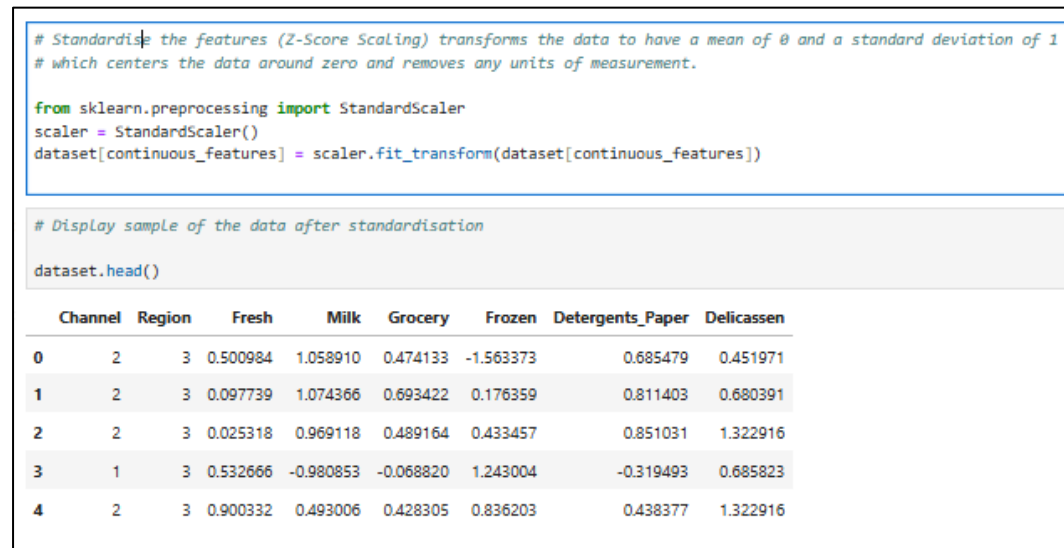 # Standardise the features (Z-Score Scaling) transforms the data to have a mean of 0 and a standard deviation of 1
# which centers the data around zero and removes any units of measurement.
from sklearn.preprocessing import StandardScaler
scaler = StandardScaler()
dataset[continuous_features] = scaler.fit_transform(dataset[continuous_features])
# Display sample of the data after standardisation
dataset.head()
Channel Region Fresh Milk Grocery Frozen Detergents_Paper Delicassen
0 2 3 0.500984 1.058910 0.474133 -1.563373 0.685479 0.451971
1 2 3 0.097739 1.074366 0.693422 0.176359 0.811403 0.680391
2 2 3 0.025318 0.969118 0.489164 0.433457 0.851031 1.322916
3 1 3 0.532666 -0.980853 -0.068820 1.243004 -0.319493 0.685823
4 2 3 0.900332 0.493006 0.428305 0.836203 0.438377 1.322916